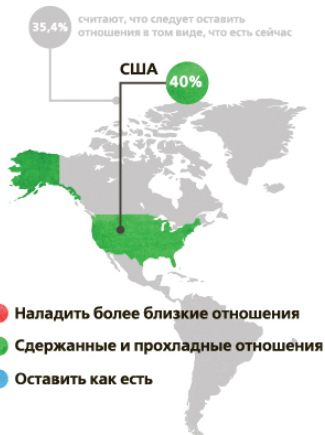 35,4%
считают, что следует оставить
отношения в том виде, что есть сейчас
США
40%
Наладить более близкие отношения
Сдержанные и прохладные отношения
Оставить как есть